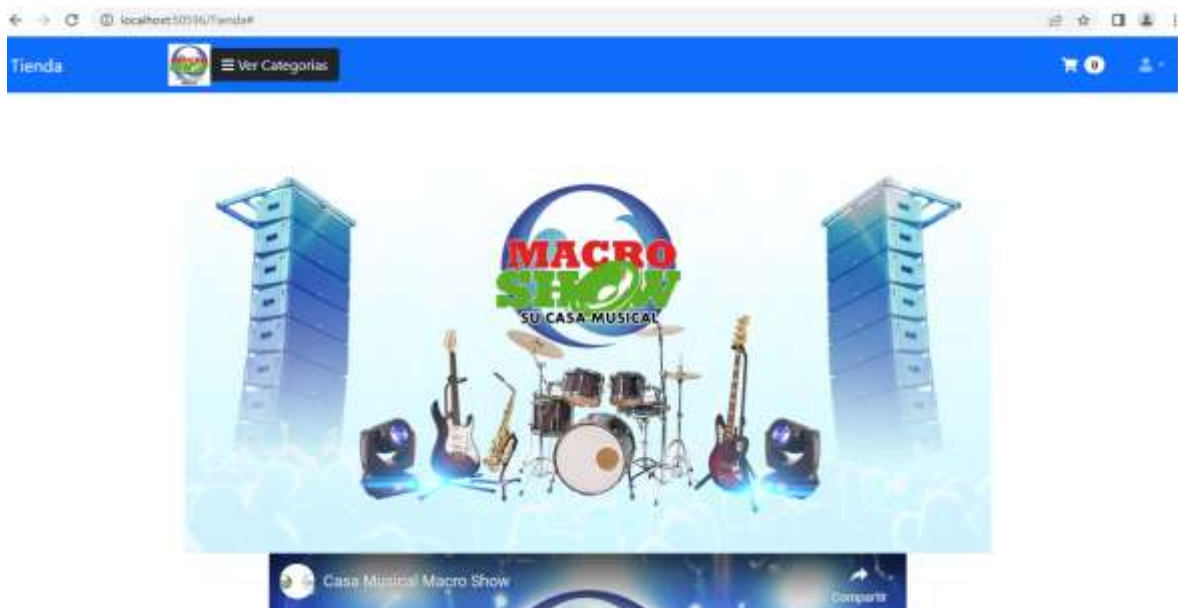 localhost:50596/Tienda#
Tienda
Ver Categorias
0
MACRO
SHOW
SU CASA MUSICAL
Casa Musical Macro Show
Compartir